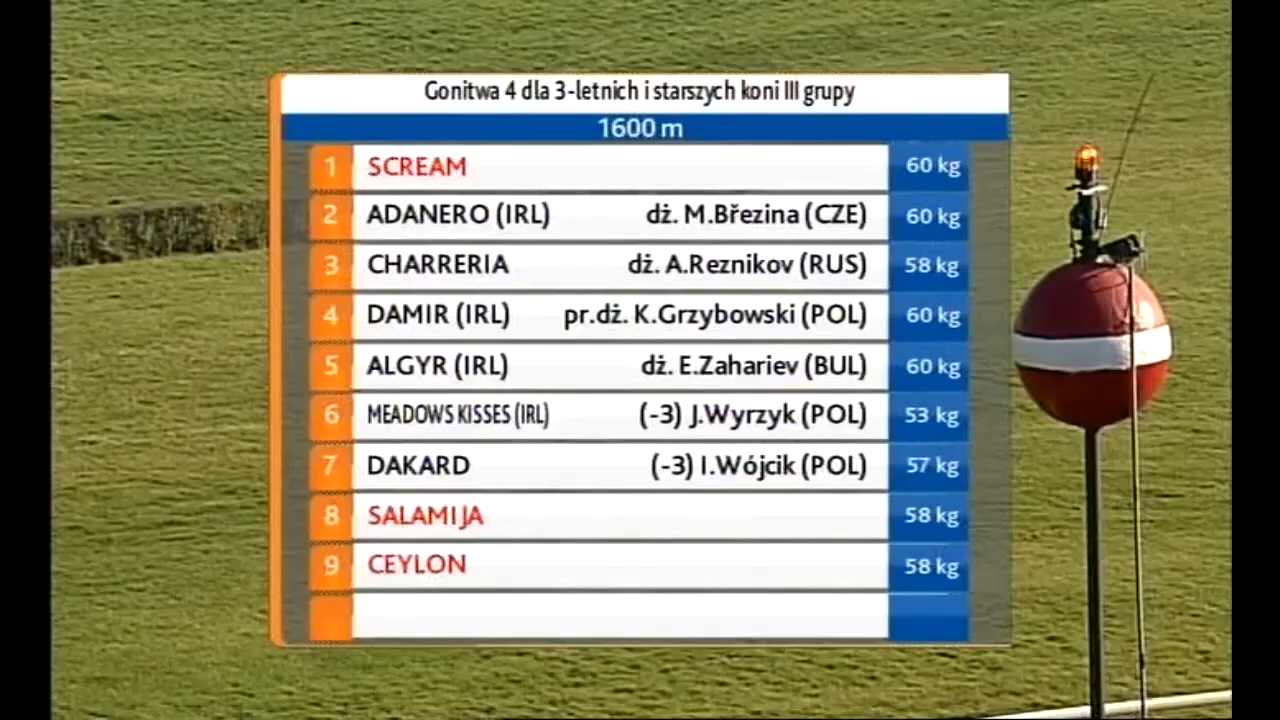 Gonitwa 4 dla 3-letnich i starszych koni III grupy
1600 m
1 SCREAM 60 kg
2 ADANERO (IRL) dż. M.Březina (CZE) 60 kg
3 CHARRERIA dż. A.Reznikov (RUS) 58 kg
4 DAMIR (IRL) pr.dż. K.Grzybowski (POL) 60 kg
5 ALGYR (IRL) dż. E.Zahariev (BUL) 60 kg
6 MEADOWS KISSES (IRL) (-3) J.Wyrzyk (POL) 53 kg
7 DAKARD (-3) I.Wójcik (POL) 57 kg
8 SALAMIJA 58 kg
9 CEYLON 58 kg